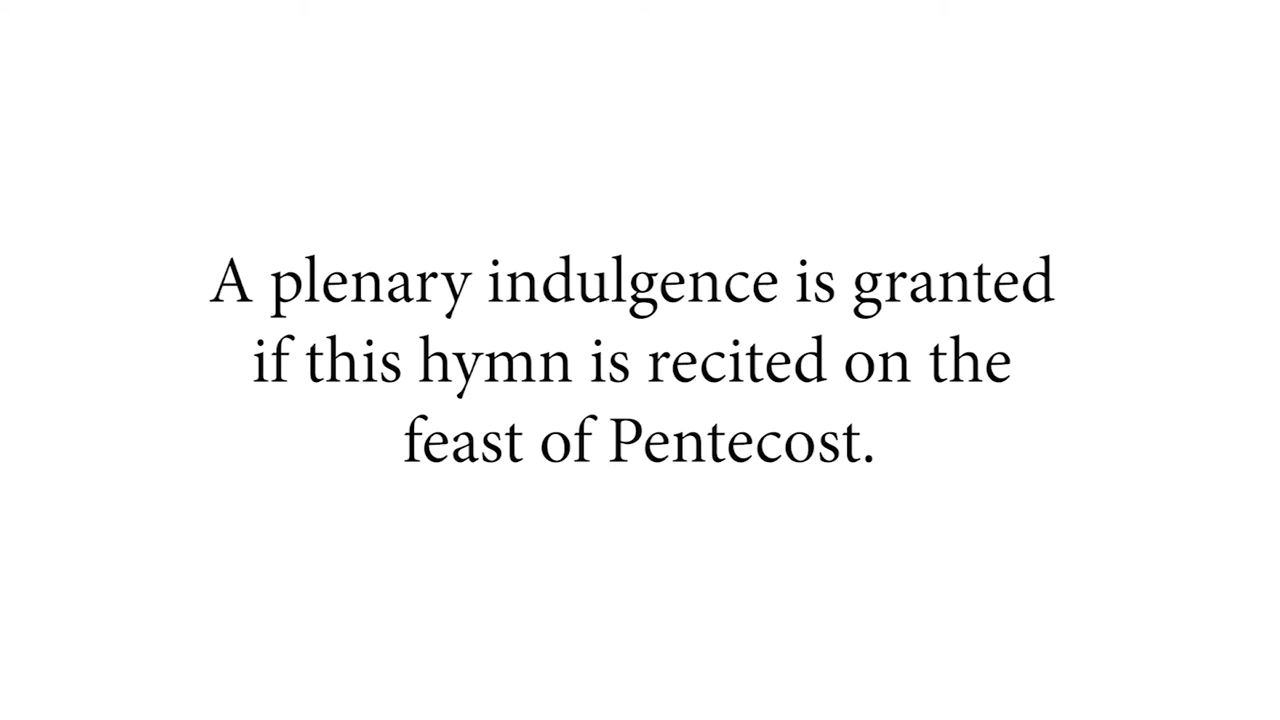 A plenary indulgence is granted
if this hymn is recited on the
feast of Pentecost.